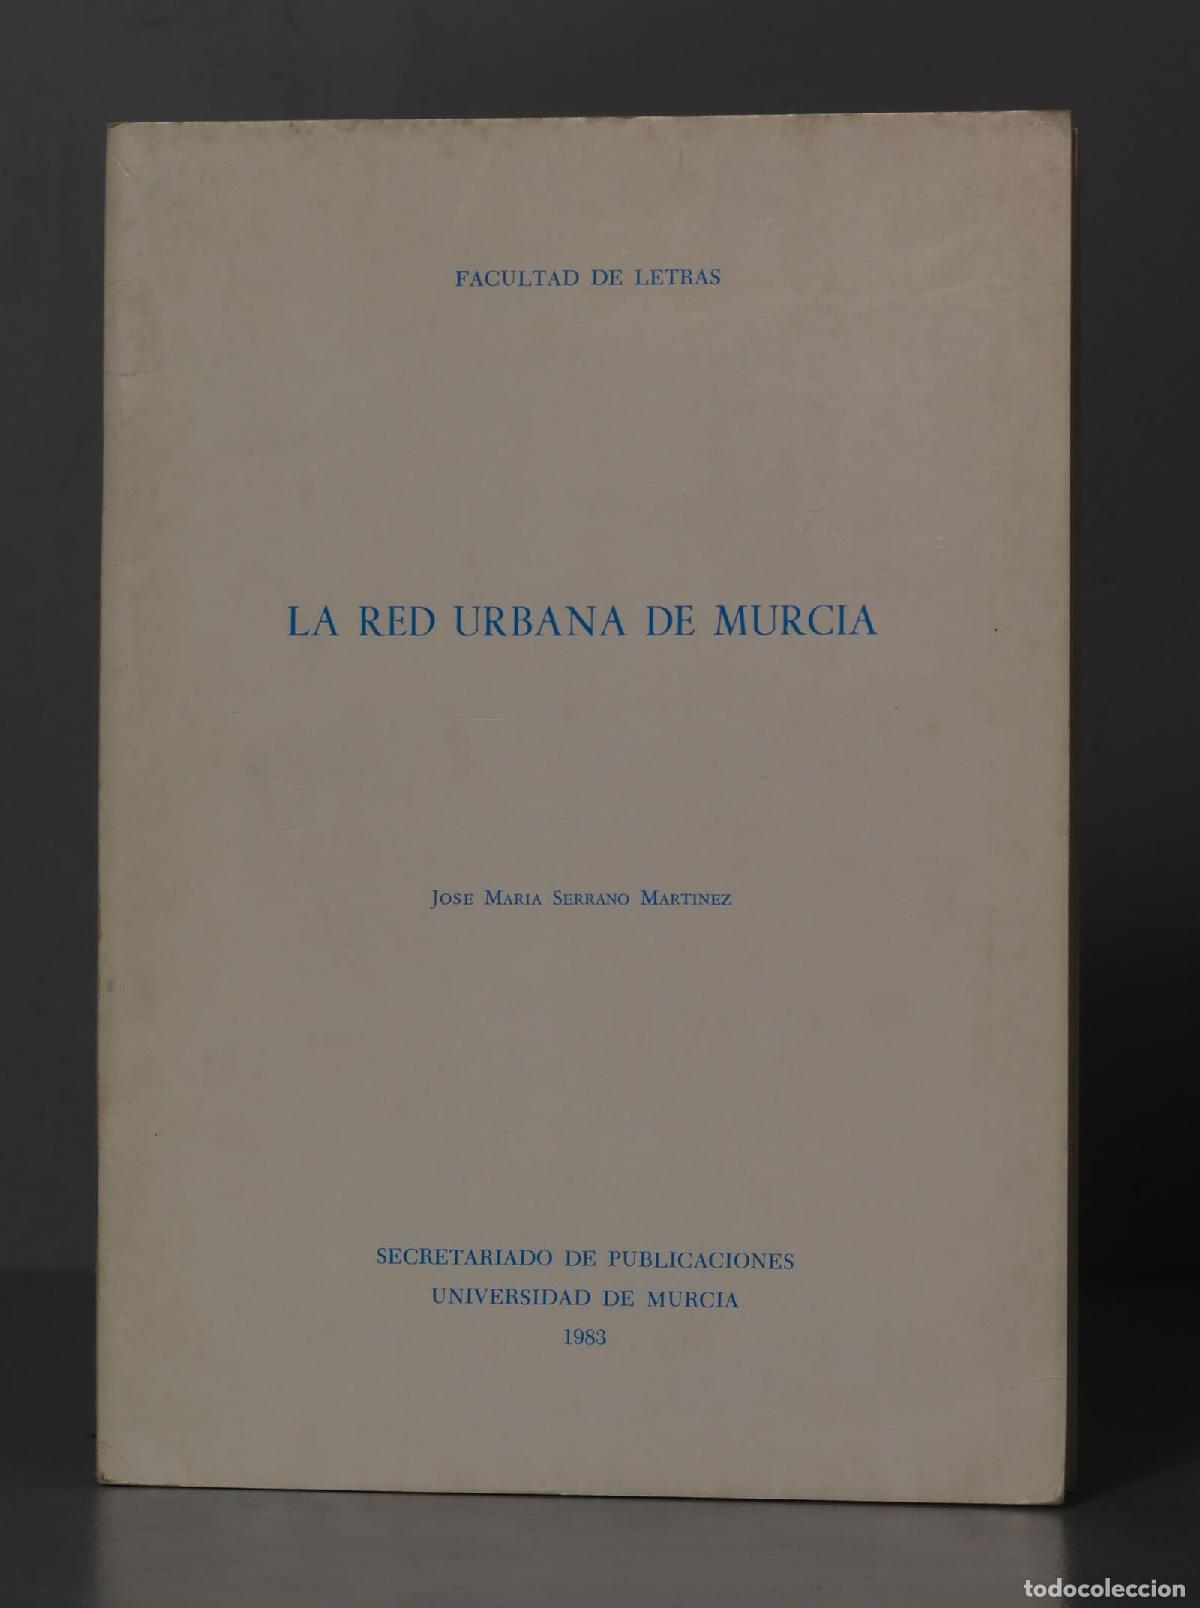 FACULTAD DE LETRAS
LA RED URBANA DE MURCIA
JOSE MARIA SERRANO MARTINEZ
SECRETARIADO DE PUBLICACIONES
UNIVERSIDAD DE MURCIA
1983
todocoleccion